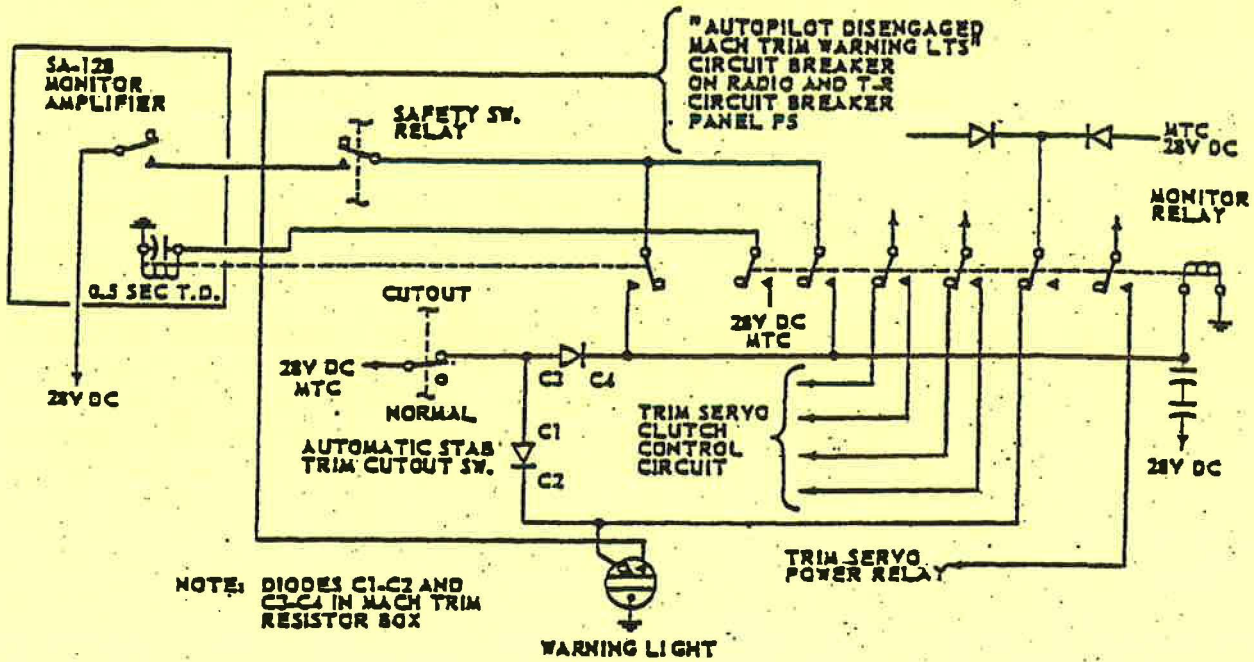 "AUTOPILOT DISENGAGED
MACH TRIM WARNING LTS"
CIRCUIT BREAKER
ON RADIO AND T-R
CIRCUIT BREAKER
PANEL P5
SA-128
MONITOR
AMPLIFIER
SAFETY SW.
RELAY
MTC
28V DC
MONITOR
RELAY
0.5 SEC T.D.
CUTOUT
28V DC
MTC
28V DC
MTC
C3
C4
28V DC
NORMAL
AUTOMATIC STAB
TRIM CUTOUT SW.
C1
C2
TRIM SERVO
CLUTCH
CONTROL
CIRCUIT
28V DC
TRIM SERVO
POWER RELAY
NOTE: DIODES C1-C2 AND
C3-C4 IN MACH TRIM
RESISTOR BOX
WARNING LIGHT